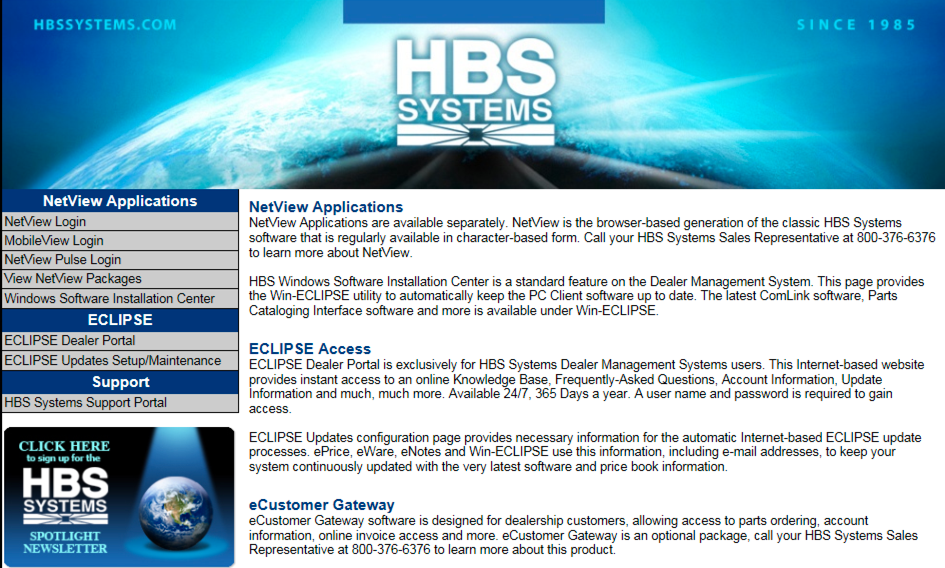 HBSSYSTEMS.COM
SINCE 1985
HBS
SYSTEMS
NetView Applications
NetView Login
MobileView Login
NetView Pulse Login
View NetView Packages
Windows Software Installation Center
ECLIPSE
ECLIPSE Dealer Portal
ECLIPSE Updates Setup/Maintenance
Support
HBS Systems Support Portal
CLICK HERE
to sign up for the
HBS
SYSTEMS
SPOTLIGHT
NEWSLETTER
NetView Applications
NetView Applications are available separately. NetView is the browser-based generation of the classic HBS Systems
software that is regularly available in character-based form. Call your HBS Systems Sales Representative at 800-376-6376
to learn more about NetView.
HBS Windows Software Installation Center is a standard feature on the Dealer Management System. This page provides
the Win-ECLIPSE utility to automatically keep the PC Client software up to date. The latest ComLink software, Parts
Cataloging Interface software and more is available under Win-ECLIPSE.
ECLIPSE Access
ECLIPSE Dealer Portal is exclusively for HBS Systems Dealer Management Systems users. This Internet-based website
provides instant access to an online Knowledge Base, Frequently-Asked Questions, Account Information, Update
Information and much, much more. Available 24/7, 365 Days a year. A user name and password is required to gain
access.
ECLIPSE Updates configuration page provides necessary information for the automatic Internet-based ECLIPSE update
processes. ePrice, eWare, eNotes and Win-ECLIPSE use this information, including e-mail addresses, to keep your
system continuously updated with the very latest software and price book information.
eCustomer Gateway
eCustomer Gateway software is designed for dealership customers, allowing access to parts ordering, account
information, online invoice access and more. eCustomer Gateway is an optional package, call your HBS Systems Sales
Representative at 800-376-6376 to learn more about this product.